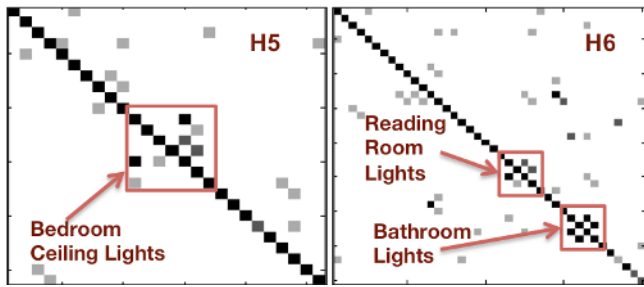 H5
Bedroom
Ceiling Lights
H6
Reading
Room
Lights
Bathroom
Lights